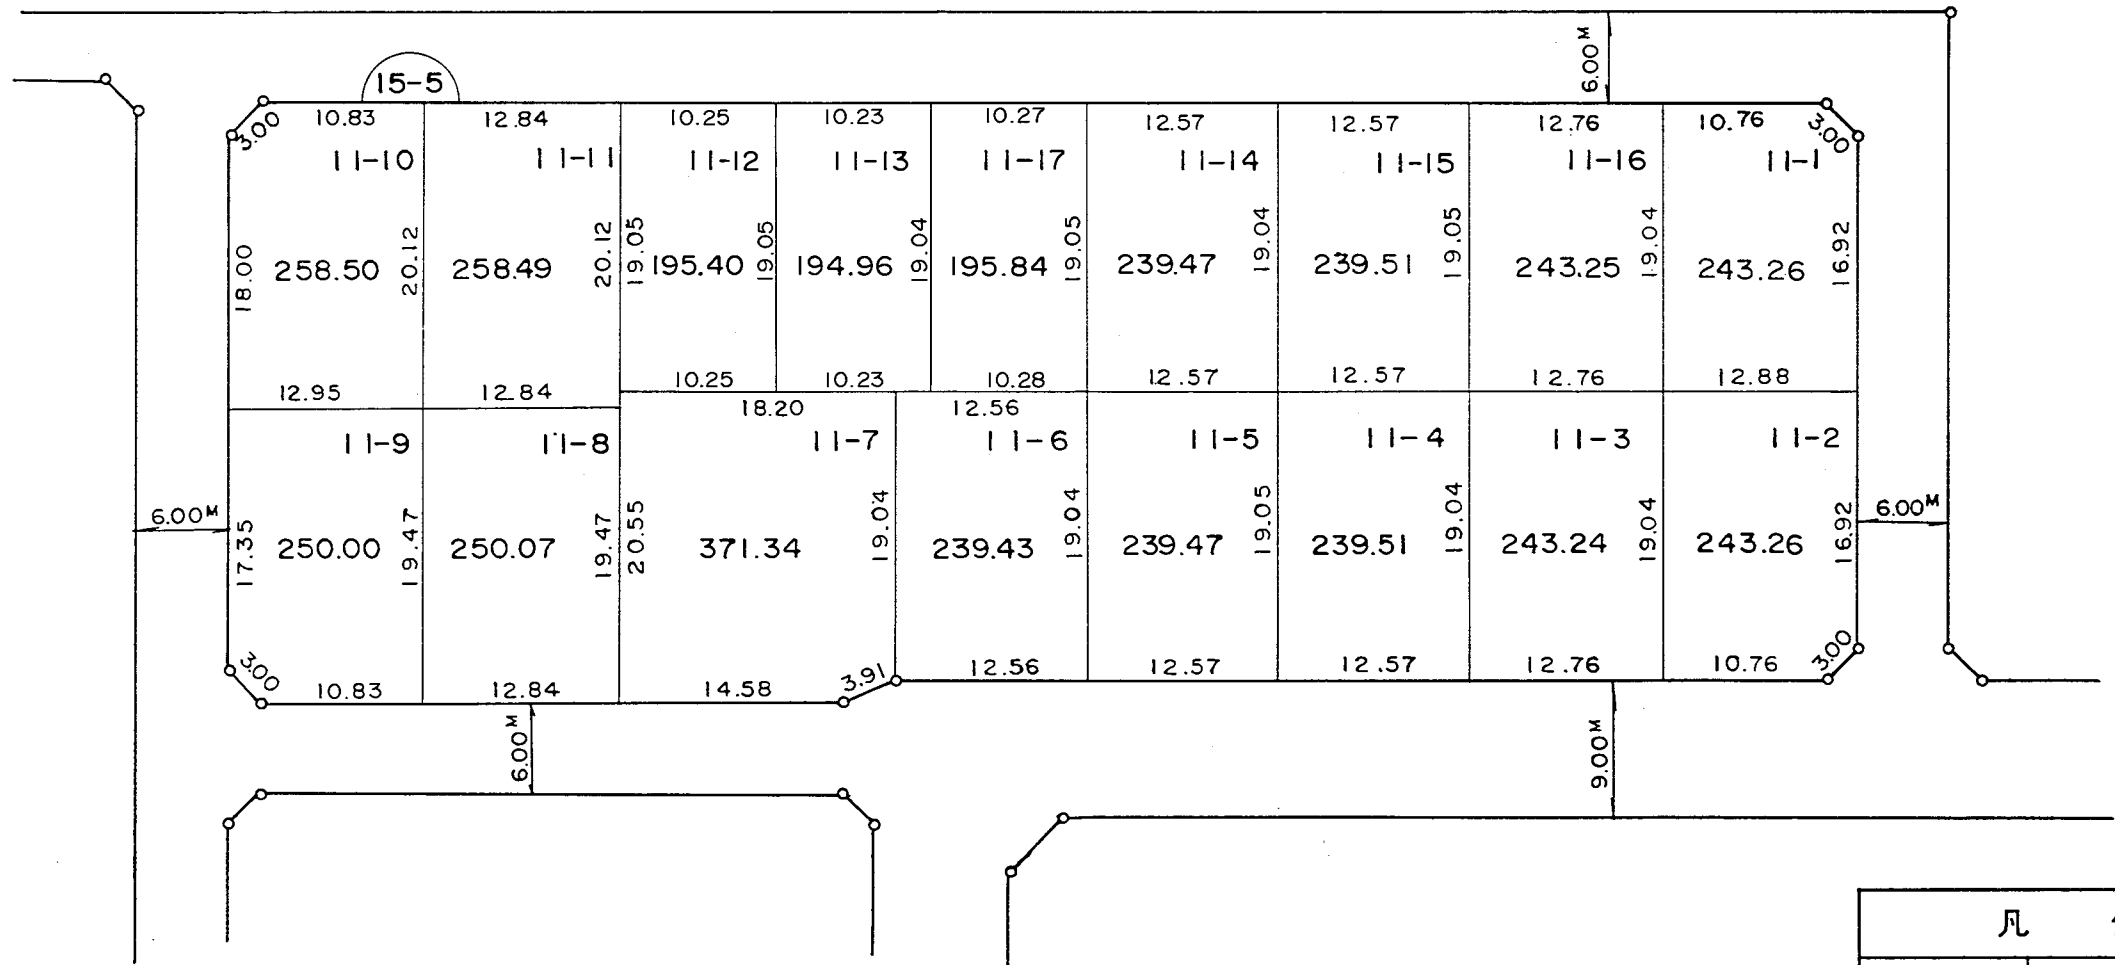 6.00M
15-5
3.00 10.83 12.84 10.25 10.23 10.27 12.57 12.57 12.76 10.76 3.00
11-10 11-11 11-12 11-13 11-17 11-14 11-15 11-16 11-1
18.00 258.50 20.12 258.49 20.12 19.05 195.40 19.05 194.96 19.04 195.84 19.05 239.47 19.04 239.51 19.05 243.25 19.04 243.26 16.92
12.95 12.84 10.25 10.23 10.28 12.57 12.57 12.76 12.88
18.20 12.56
11-9 11-8 11-7 11-6 11-5 11-4 11-3 11-2
6.00M 17.35 250.00 19.47 250.07 19.47 20.55 371.34 19.04 239.43 19.04 239.47 19.05 239.51 19.04 243.24 19.04 243.26 16.92 6.00M
3.00 10.83 12.84 14.58 3.91 12.56 12.57 12.57 12.76 10.76 3.00
6.00M 9.00M
凡